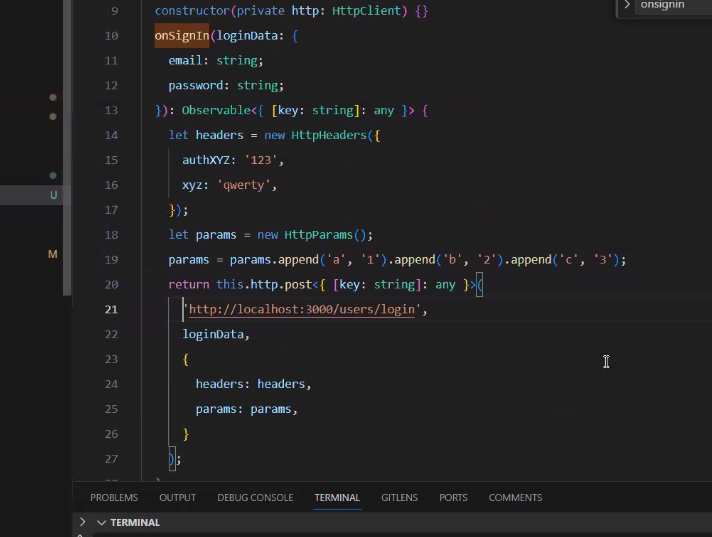 onsignin
9 constructor(private http: HttpClient) {}
10 onSignIn(loginData: {
11 email: string;
12 password: string;
13 }): Observable<{ [key: string]: any }> {
14 let headers = new HttpHeaders({
15 authXYZ: '123',
16 xyz: 'qwerty',
17 });
18 let params = new HttpParams();
19 params = params.append('a', '1').append('b', '2').append('c', '3');
20 return this.http.post<{ [key: string]: any }>(
U
21 'http://localhost:3000/users/login',
22 loginData,
M
23 {
24 headers: headers,
25 params: params,
26 }
27 );
PROBLEMS OUTPUT DEBUG CONSOLE TERMINAL GITLENS PORTS COMMENTS
TERMINAL